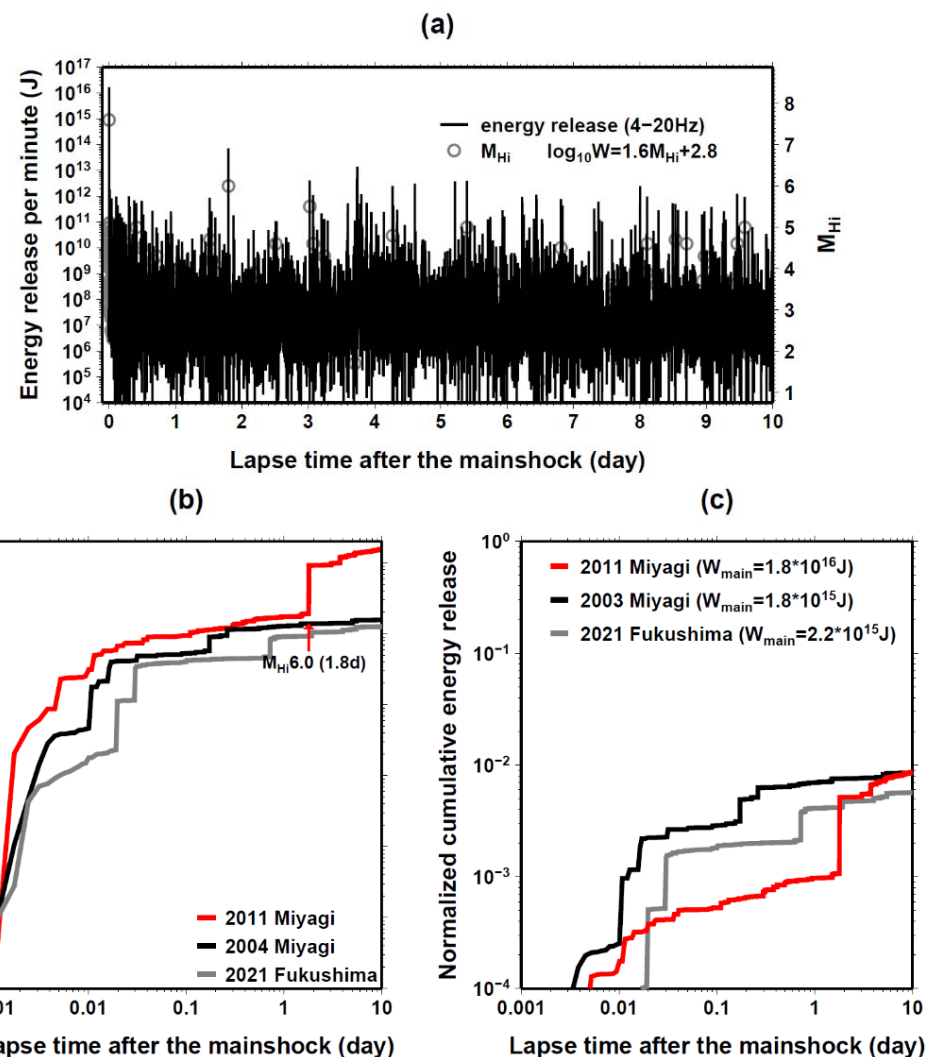 (a)
Energy release per minute (J)
10^17
10^16
10^15
10^14
10^13
10^12
10^11
10^10
10^9
10^8
10^7
10^6
10^5
10^4
energy release (4−20Hz)
M_Hi log_10W=1.6M_Hi+2.8
8
7
6
5
4
3
2
1
M_Hi
0 1 2 3 4 5 6 7 8 9 10
Lapse time after the mainshock (day)
(b)
M_Hi6.0 (1.8d)
2011 Miyagi
2004 Miyagi
2021 Fukushima
01 0.01 0.1 1 10
apse time after the mainshock (day)
(c)
Normalized cumulative energy release
10^0
10^-1
10^-2
10^-3
10^-4
2011 Miyagi (W_main=1.8*10^16J)
2003 Miyagi (W_main=1.8*10^15J)
2021 Fukushima (W_main=2.2*10^15J)
0.001 0.01 0.1 1 10
Lapse time after the mainshock (day)